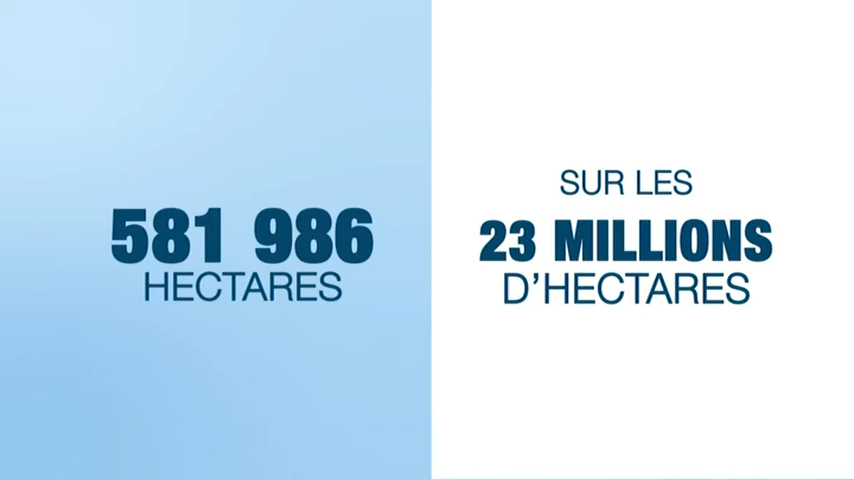 581 986
HECTARES
SUR LES
23 MILLIONS
D'HECTARES